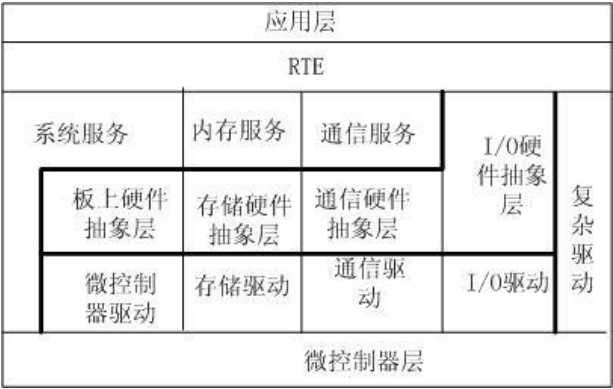 应用层
RTE
系统服务
内存服务
通信服务
I/O硬
件抽象
层
板上硬件
抽象层
存储硬件
抽象层
通信硬件
抽象层
复
杂
驱
动
微控制
器驱动
存储驱动
通信驱
动
I/O驱动
微控制器层